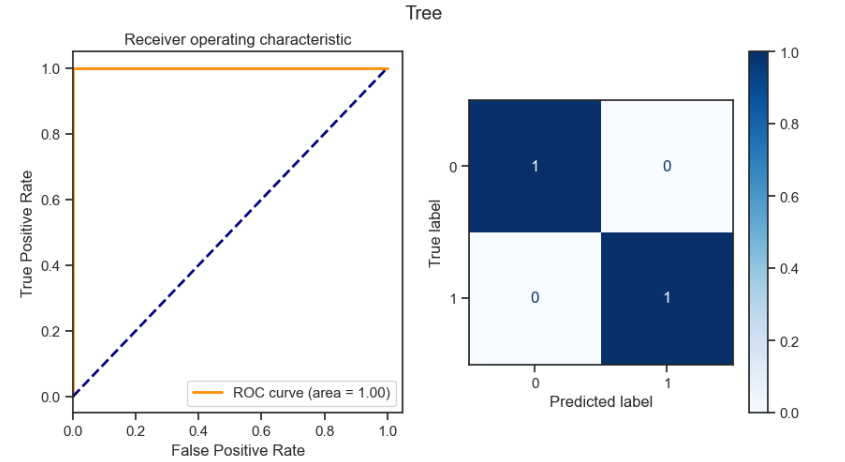 Tree
Receiver operating characteristic
True Positive Rate
1.0
0.8
0.6
0.4
0.2
0.0
ROC curve (area = 1.00)
0.0 0.2 0.4 0.6 0.8 1.0
False Positive Rate
True label
0
1
1 0
0 1
0 1
Predicted label
1.0
0.8
0.6
0.4
0.2
0.0